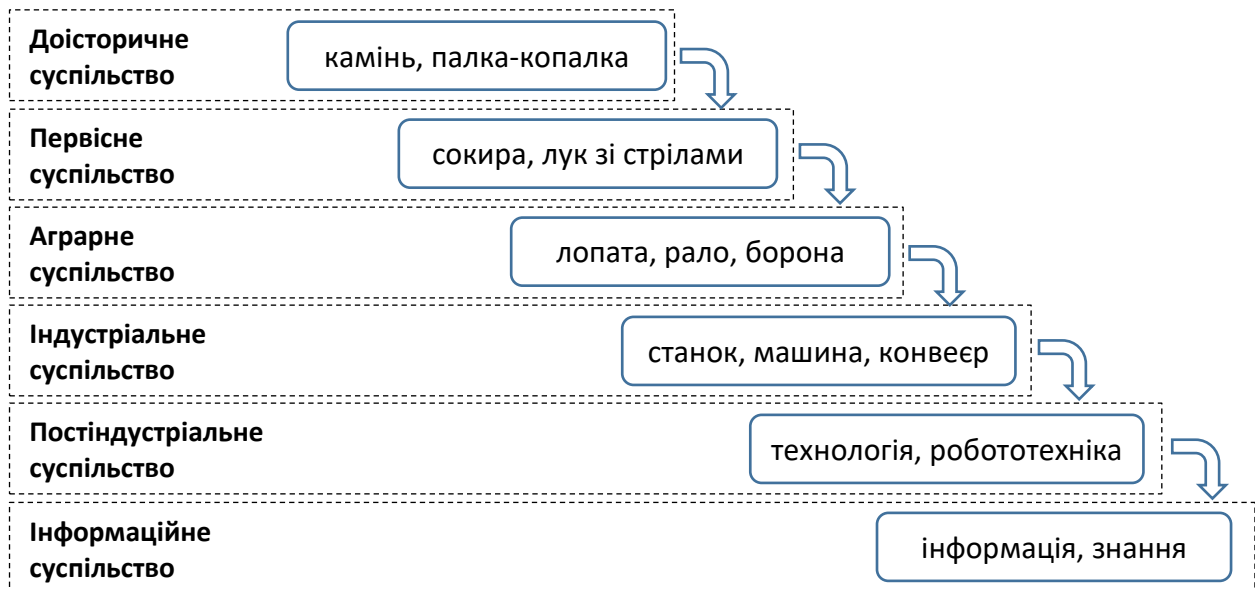 Доісторичне
суспільство
камінь, палка-копалка
Первісне
суспільство
сокира, лук зі стрілами
Аграрне
суспільство
лопата, рало, борона
Індустріальне
суспільство
станок, машина, конвеєр
Постіндустріальне
суспільство
технологія, робототехніка
Інформаційне
суспільство
інформація, знання